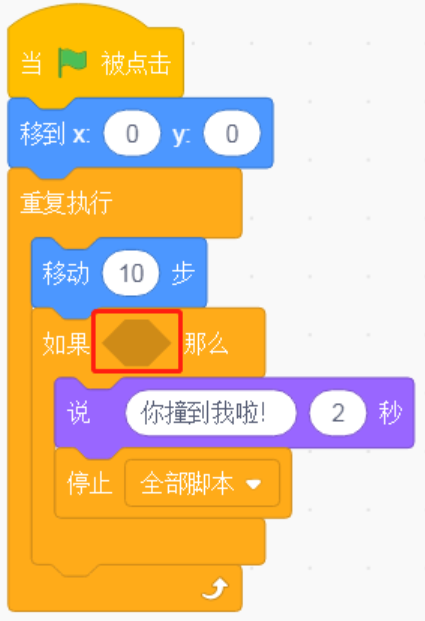 当 被点击
移到 x: 0 y: 0
重复执行
移动 10 步
如果 那么
说 你撞到我啦! 2 秒
停止 全部脚本